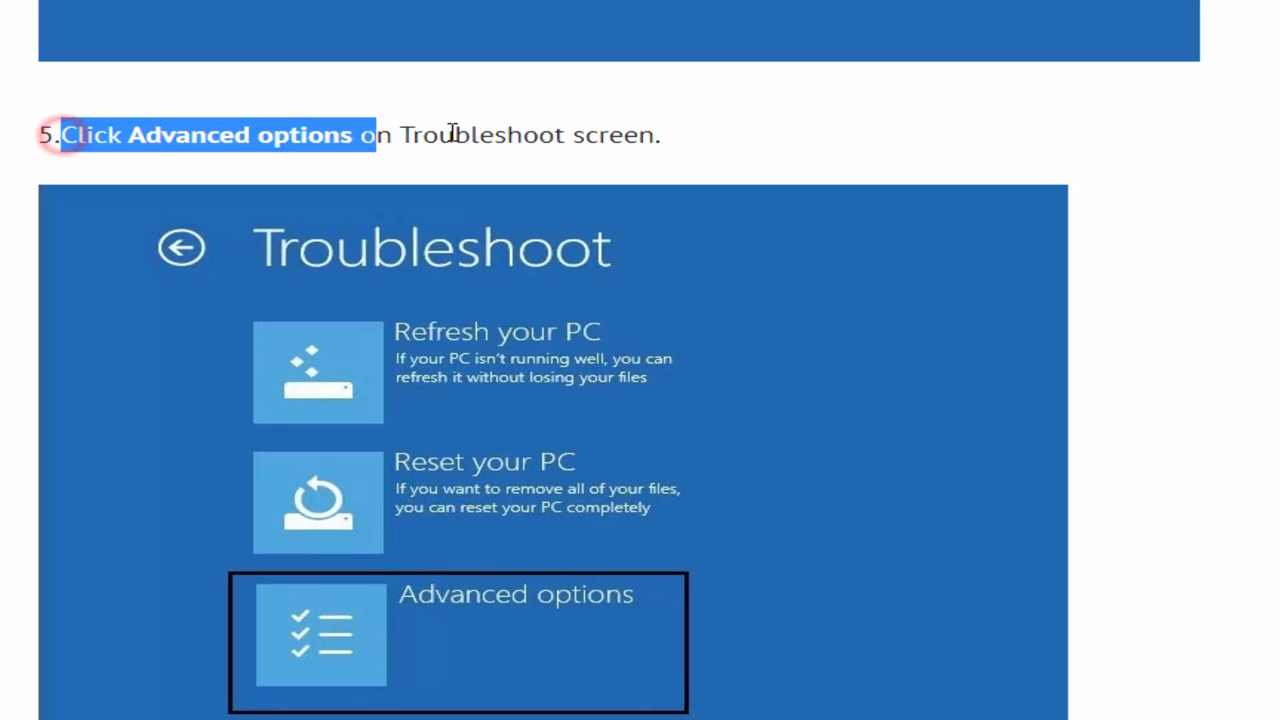 5.Click Advanced options on Troubleshoot screen.
Troubleshoot
Refresh your PC
If your PC isn't running well, you can
refresh it without losing your files
Reset your PC
If you want to remove all of your files,
you can reset your PC completely
Advanced options